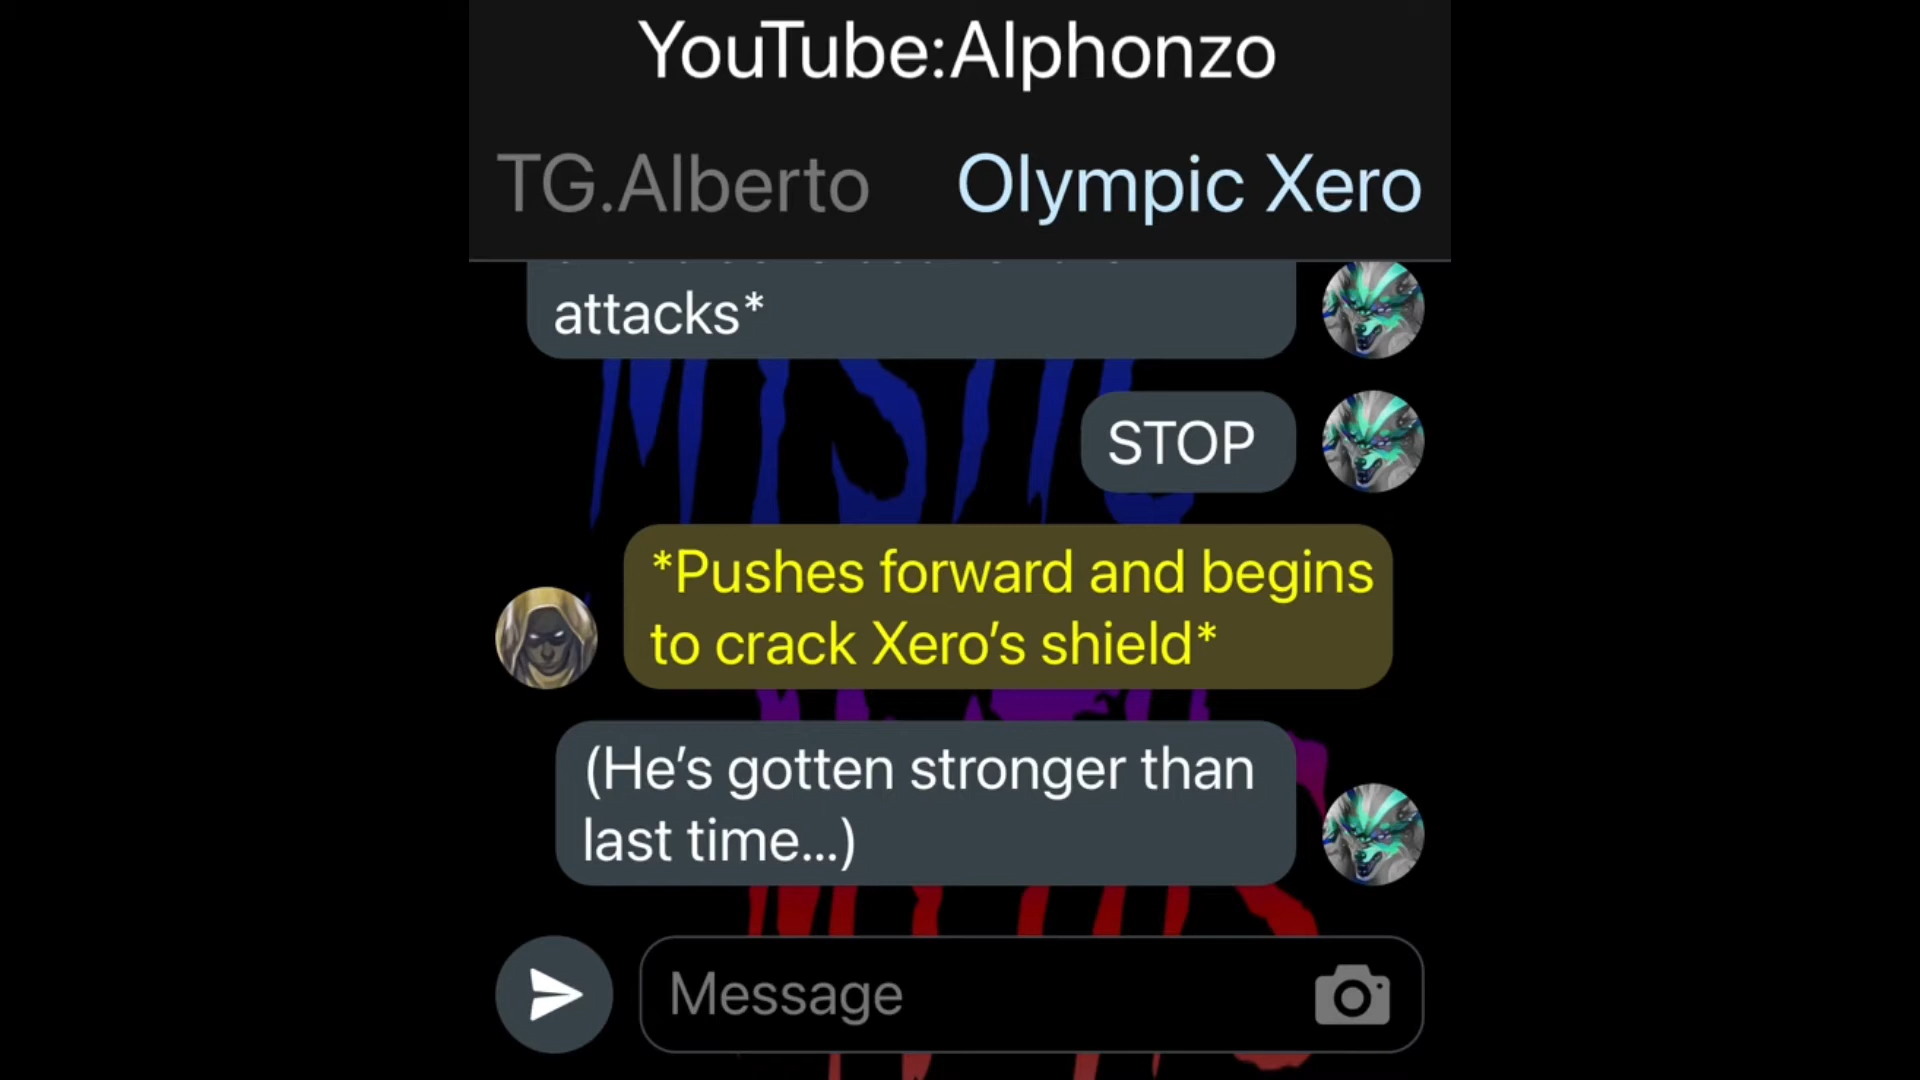 YouTube:Alphonzo
TG.Alberto
Olympic Xero
attacks*
STOP
*Pushes forward and begins
to crack Xero’s shield*
(He’s gotten stronger than
last time...)
Message